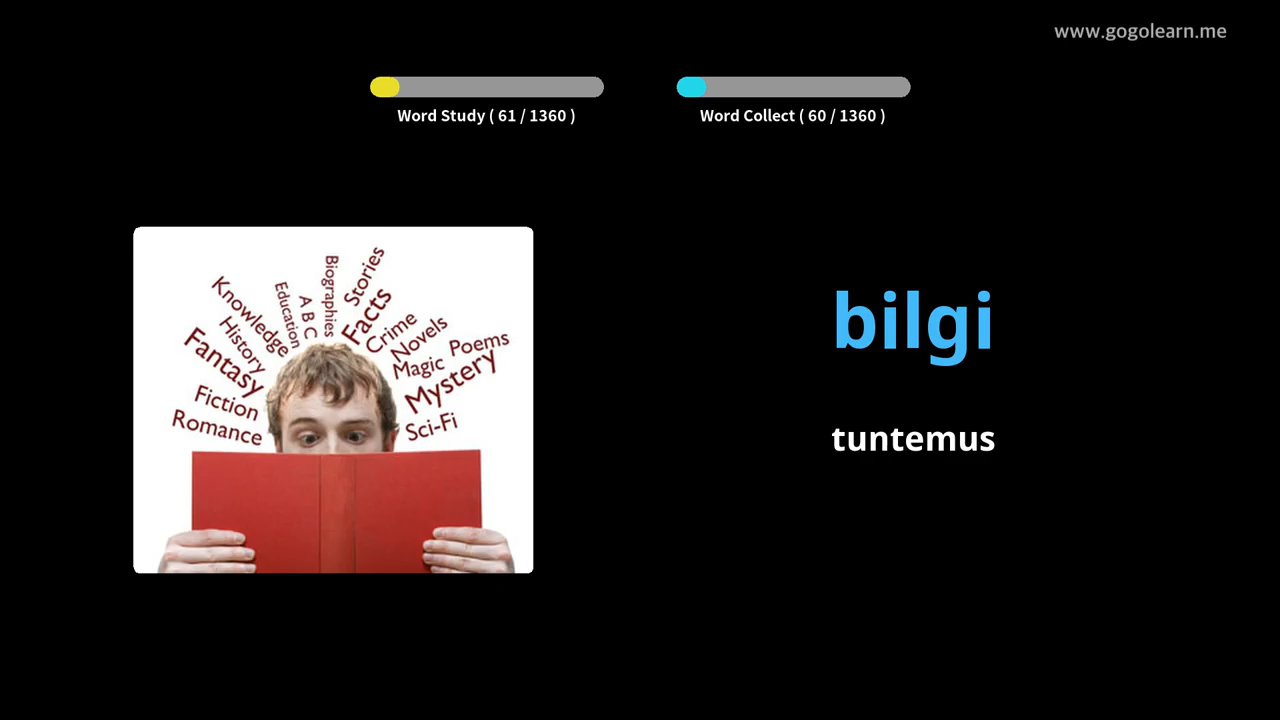 www.gogolearn.me
Word Study ( 61 / 1360 )
Word Collect ( 60 / 1360 )
Knowledge
History
Fantasy
Fiction
Romance
Education
A B C
Biographies
Stories
Facts
Crime
Novels
Magic
Poems
Mystery
Sci-Fi
bilgi
tuntemus